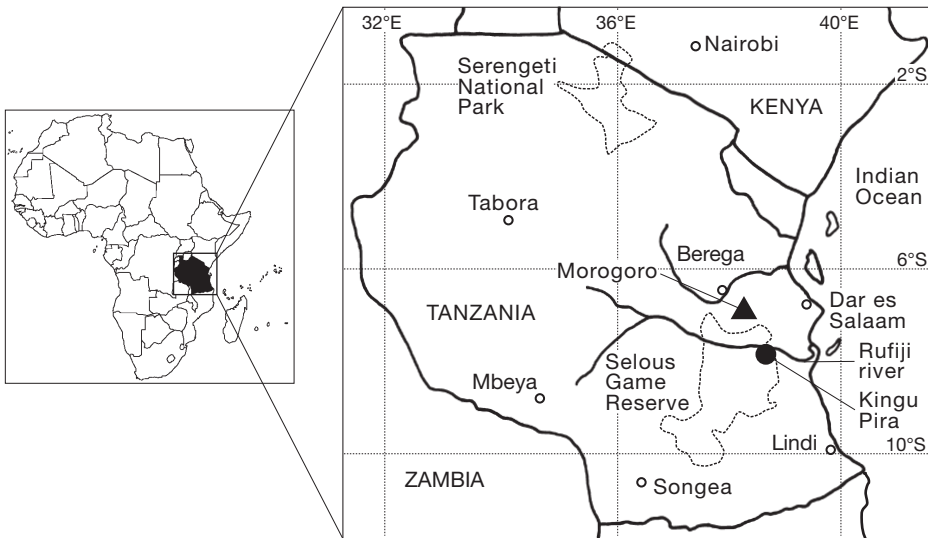 32°E
36°E
40°E
Nairobi
Serengeti
National
Park
2°S
KENYA
Indian
Ocean
Tabora
Berega
6°S
Morogoro
Dar es
Salaam
TANZANIA
Rufiji
river
Selous
Game
Reserve
Mbeya
Kingu
Pira
Lindi
10°S
ZAMBIA
Songea